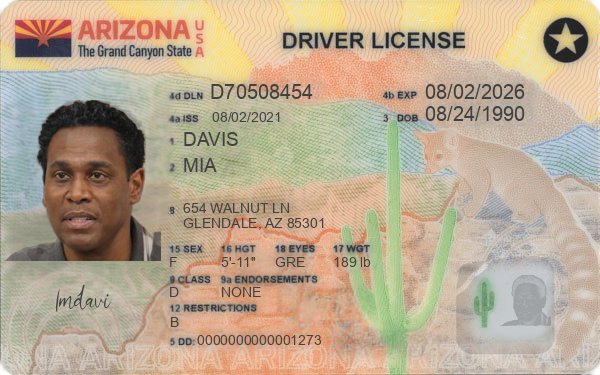 ARIZONA USA
The Grand Canyon State
DRIVER LICENSE
4d DLN D70508454 4b EXP 08/02/2026
4a ISS 08/02/2021 3 DOB 08/24/1990
1 DAVIS
2 MIA
8 654 WALNUT LN
GLENDALE, AZ 85301
15 SEX 16 HGT 18 EYES 17 WGT
F 5'-11" GRE 189 lb
9 CLASS 9a ENDORSEMENTS
D NONE
12 RESTRICTIONS
B
5 DD: 0000000000001273
lmdavi
ARIZONA ARIZONA ARIZONA ARIZONA